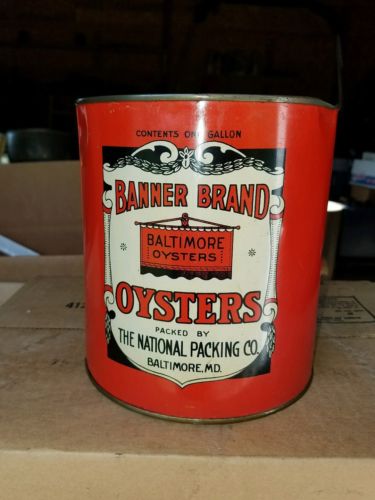 CONTENTS ONE GALLON
BANNER BRAND
BALTIMORE
OYSTERS
OYSTERS
PACKED BY
THE NATIONAL PACKING CO.
BALTIMORE, MD.